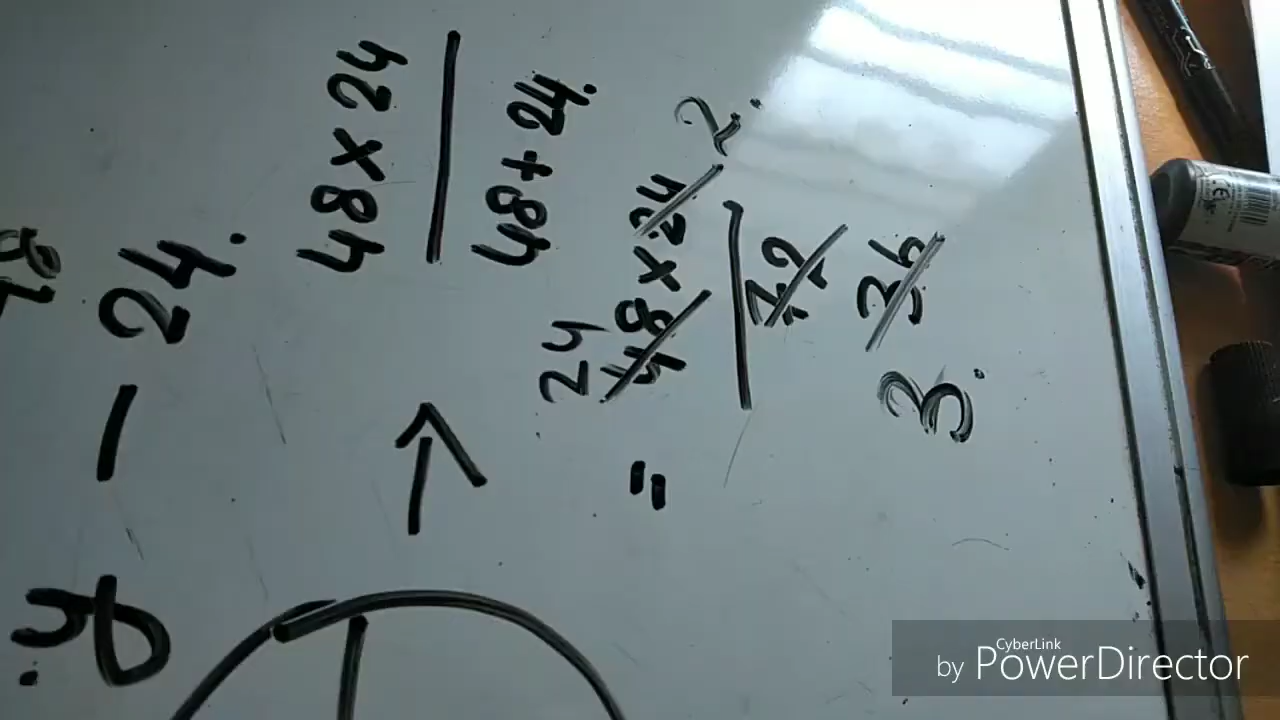 - 24.
→ 48 × 24
48 + 24.
24 2.
= 48 × 24
72
36
3.
CyberLink
by PowerDirector